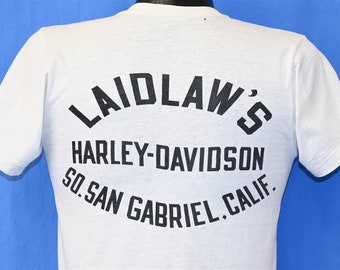 LAIDLAW'S
HARLEY-DAVIDSON
SO. SAN GABRIEL, CALIF.